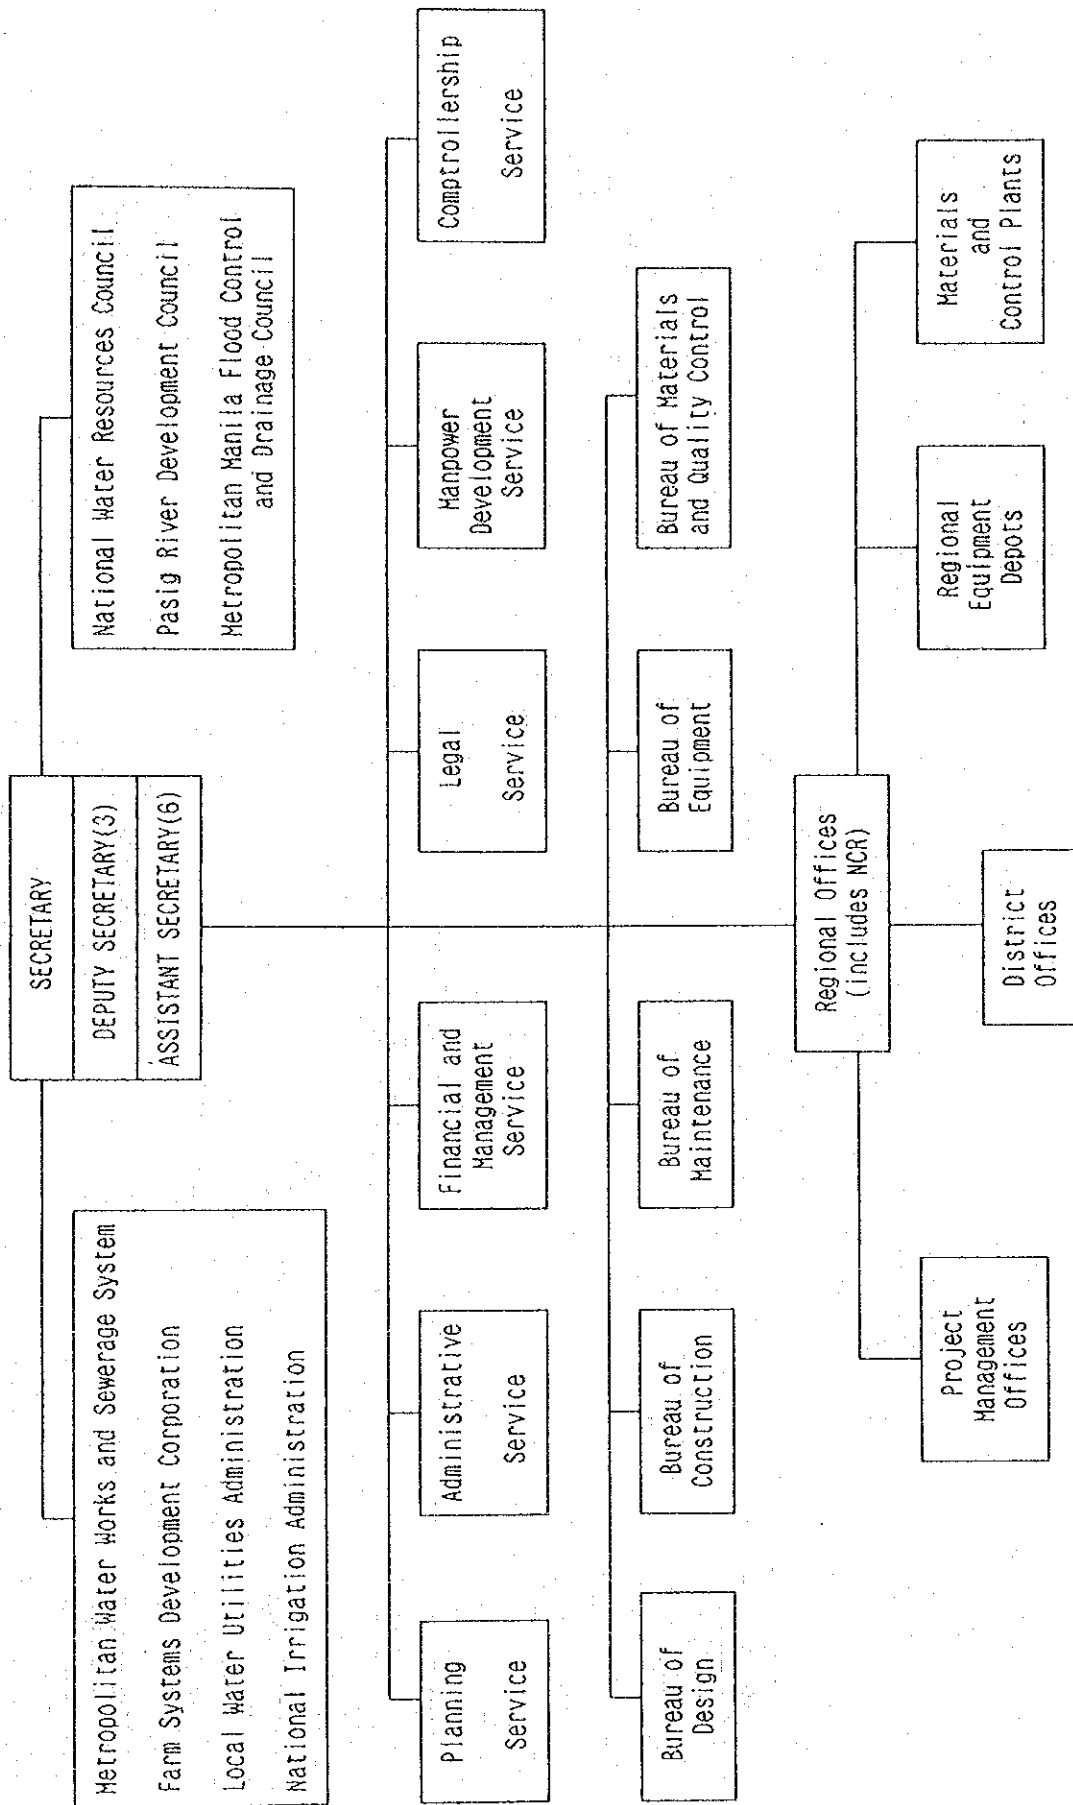 SECRETARY
DEPUTY SECRETARY(3)
ASSISTANT SECRETARY(6)
Metropolitan Water Works and Sewerage System
Farm Systems Development Corporation
Local Water Utilities Administration
National Irrigation Administration
National Water Resources Council
Pasig River Development Council
Metropolitan Manila Flood Control
and Drainage Council
Planning
Service
Administrative
Service
Financial and
Management
Service
Legal
Service
Manpower
Development
Service
Comptrollership
Service
Bureau of
Design
Bureau of
Construction
Bureau of
Maintenance
Bureau of
Equipment
Bureau of Materials
and Quality Control
Regional Offices
(includes NCR)
Project
Management
Offices
District
Offices
Regional
Equipment
Depots
Materials
and
Control Plants